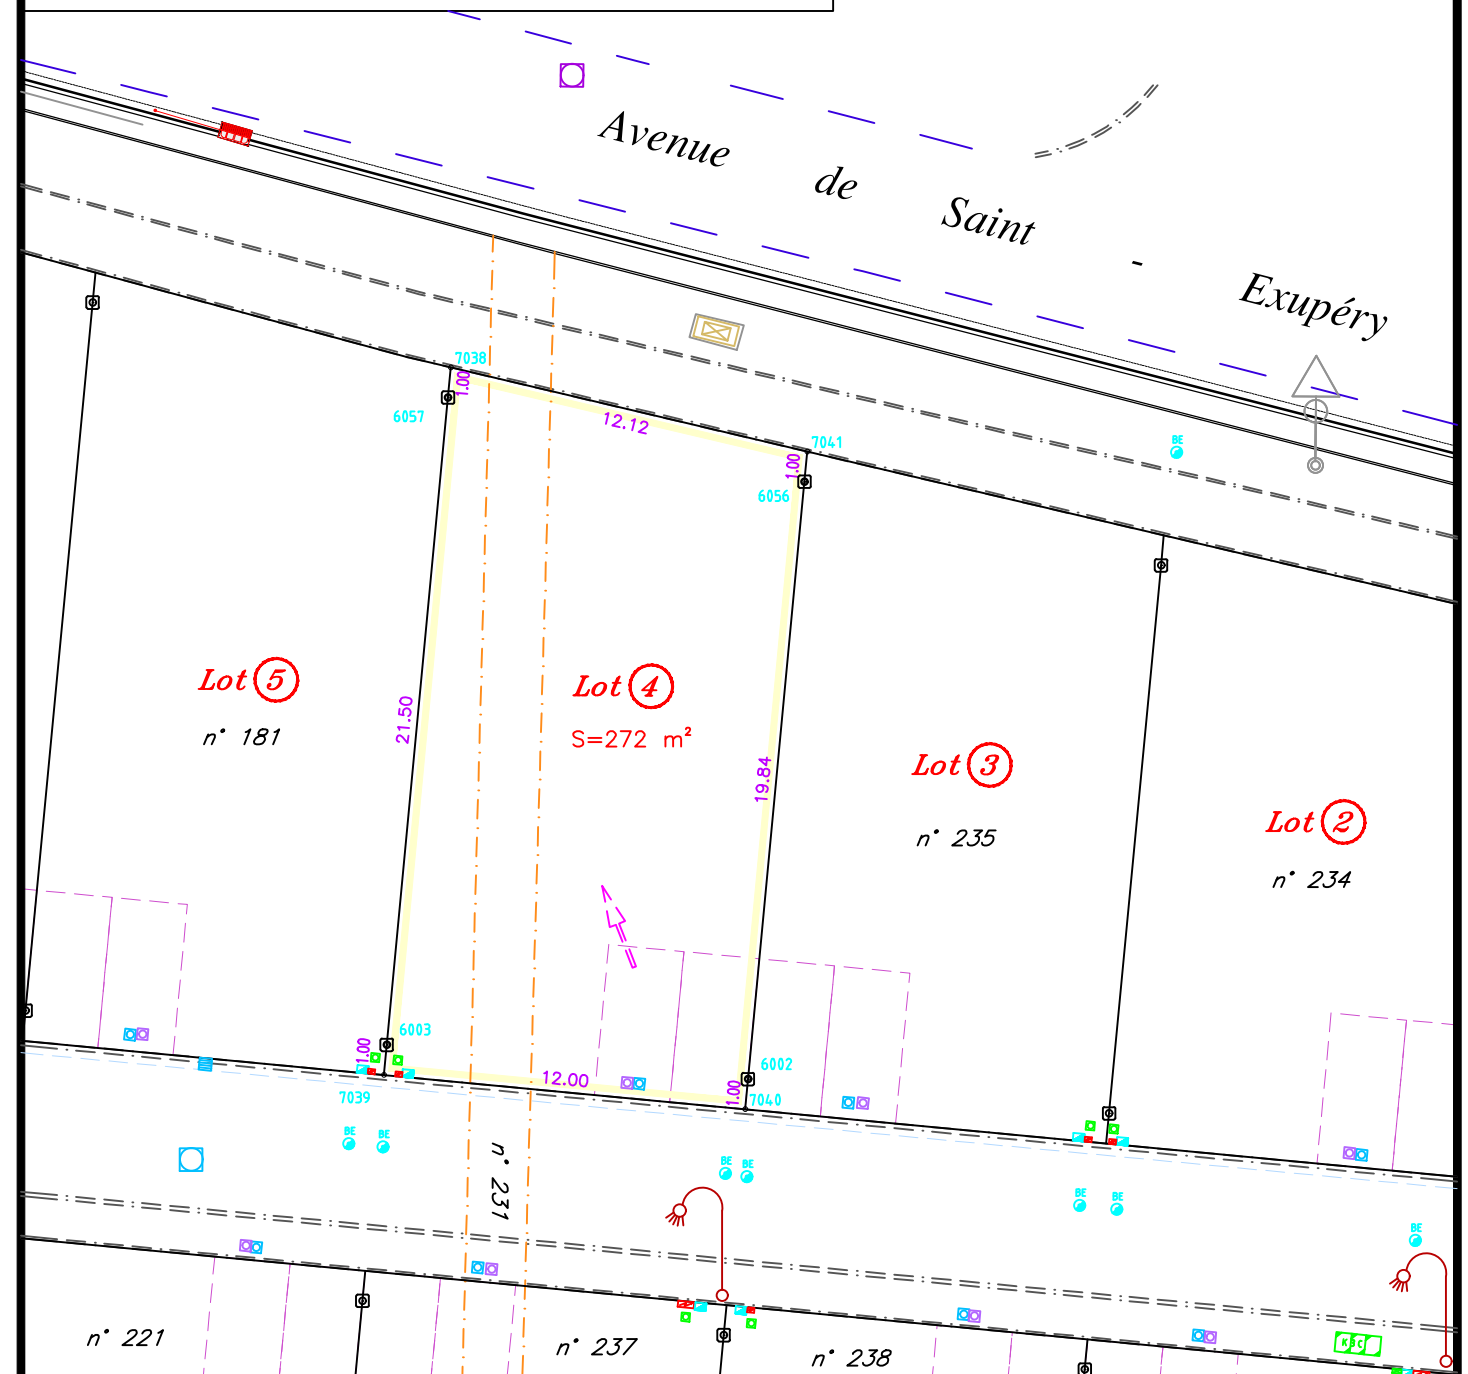 Avenue de Saint - Exupéry
7038
1.00
6057
12.12
7041
1.00
6056
BE
Lot 5
n° 181
21.50
Lot 4
S=272 m²
19.84
Lot 3
n° 235
Lot 2
n° 234
6003
1.00
12.00
6002
1.00
7040
7039
BE
BE
BE
BE
BE
BE
BE
n° 231
n° 221
n° 237
n° 238